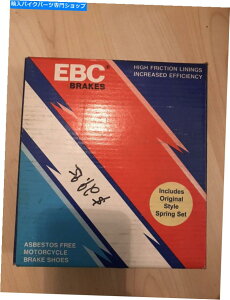 輸入バイクパーツ専門ショップ
EBC®
BRAKES
HIGH FRICTION LININGS
INCREASED EFFICIENCY
Includes
Original
Style
Spring Set
ASBESTOS FREE
MOTORCYCLE
BRAKE SHOES